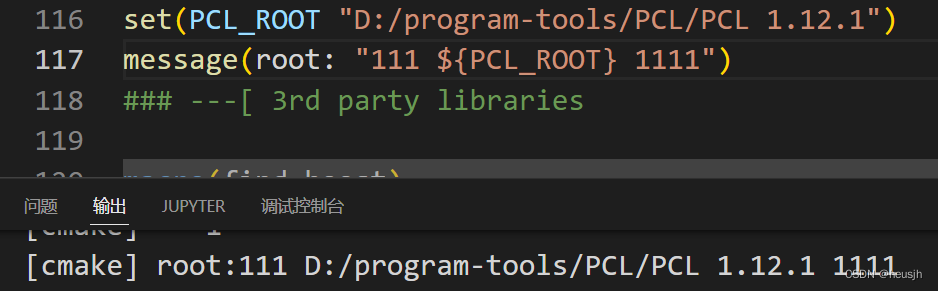 116 set(PCL_ROOT "D:/program-tools/PCL/PCL 1.12.1")
117 message(root: "111 ${PCL_ROOT} 1111")
118 ### ---[ 3rd party libraries
119
问题 输出 JUPYTER 调试控制台
[cmake] 1
[cmake] root:111 D:/program-tools/PCL/PCL 1.12.1 1111
CSDN @heusjh